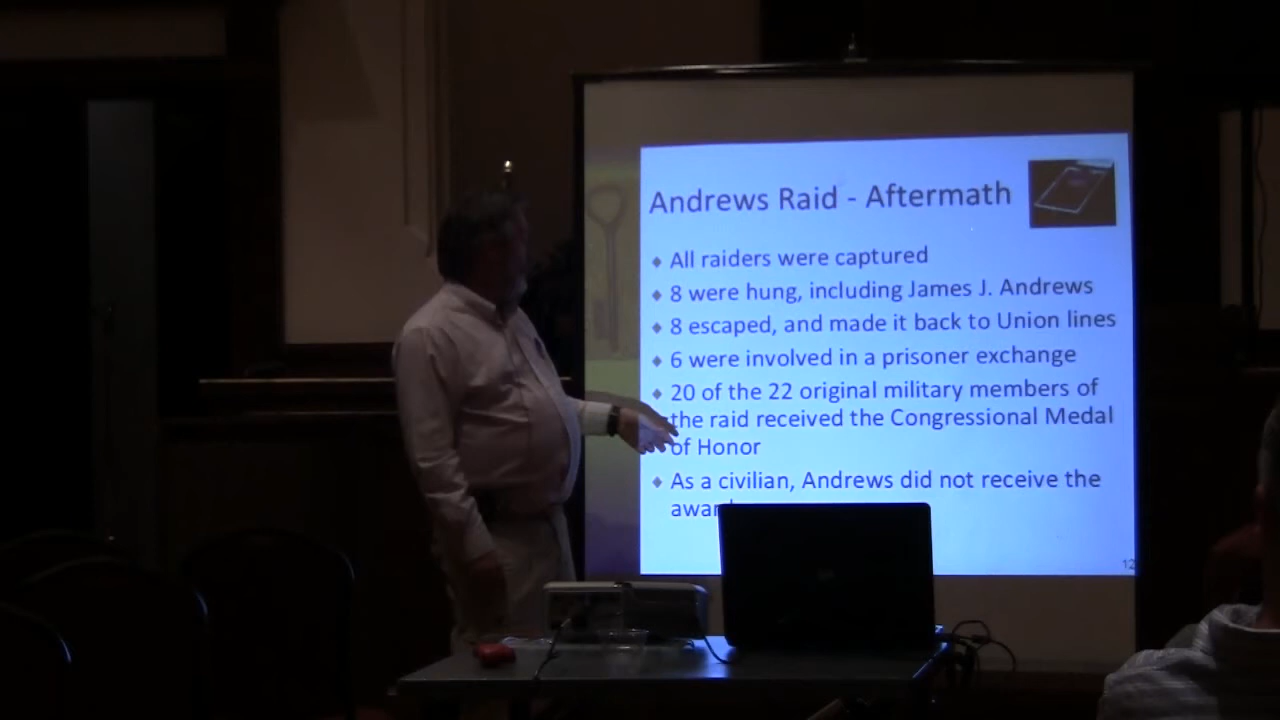 Andrews Raid - Aftermath
♦ All raiders were captured
♦ 8 were hung, including James J. Andrews
♦ 8 escaped, and made it back to Union lines
♦ 6 were involved in a prisoner exchange
♦ 20 of the 22 original military members of
the raid received the Congressional Medal
of Honor
♦ As a civilian, Andrews did not receive the
12